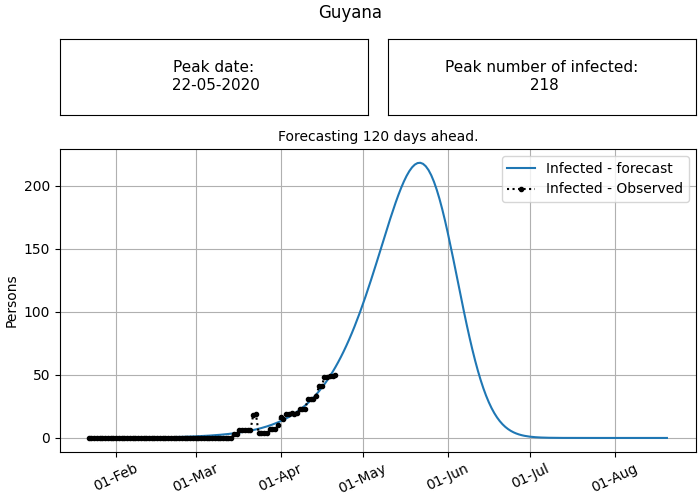 Guyana
Peak date:
22-05-2020
Peak number of infected:
218
Forecasting 120 days ahead.
Infected - forecast
Infected - Observed
Persons
200
150
100
50
0
01-Feb
01-Mar
01-Apr
01-May
01-Jun
01-Jul
01-Aug